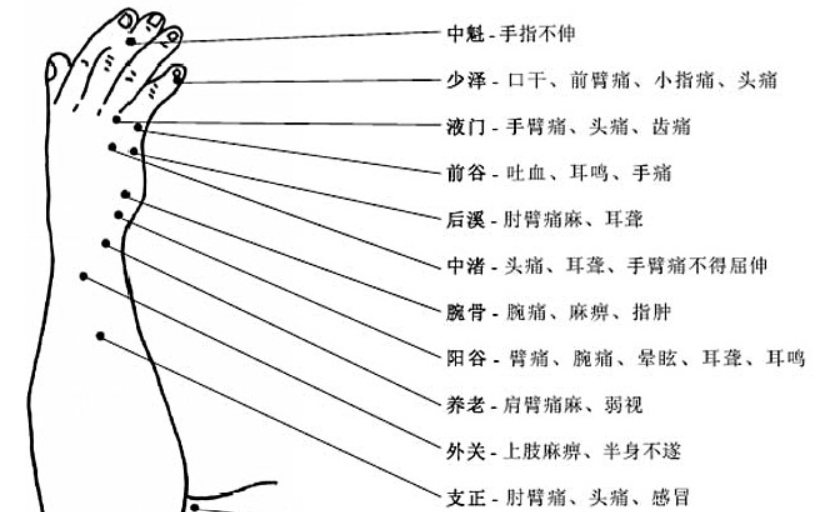 中魁 - 手指不伸
少泽 - 口干、前臂痛、小指痛、头痛
液门 - 手臂痛、头痛、齿痛
前谷 - 吐血、耳鸣、手痛
后溪 - 肘臂痛麻、耳聋
中渚 - 头痛、耳聋、手臂痛不得屈伸
腕骨 - 腕痛、麻痹、指肿
阳谷 - 臂痛、腕痛、晕眩、耳聋、耳鸣
养老 - 肩臂痛麻、弱视
外关 - 上肢麻痹、半身不遂
支正 - 肘臂痛、头痛、感冒